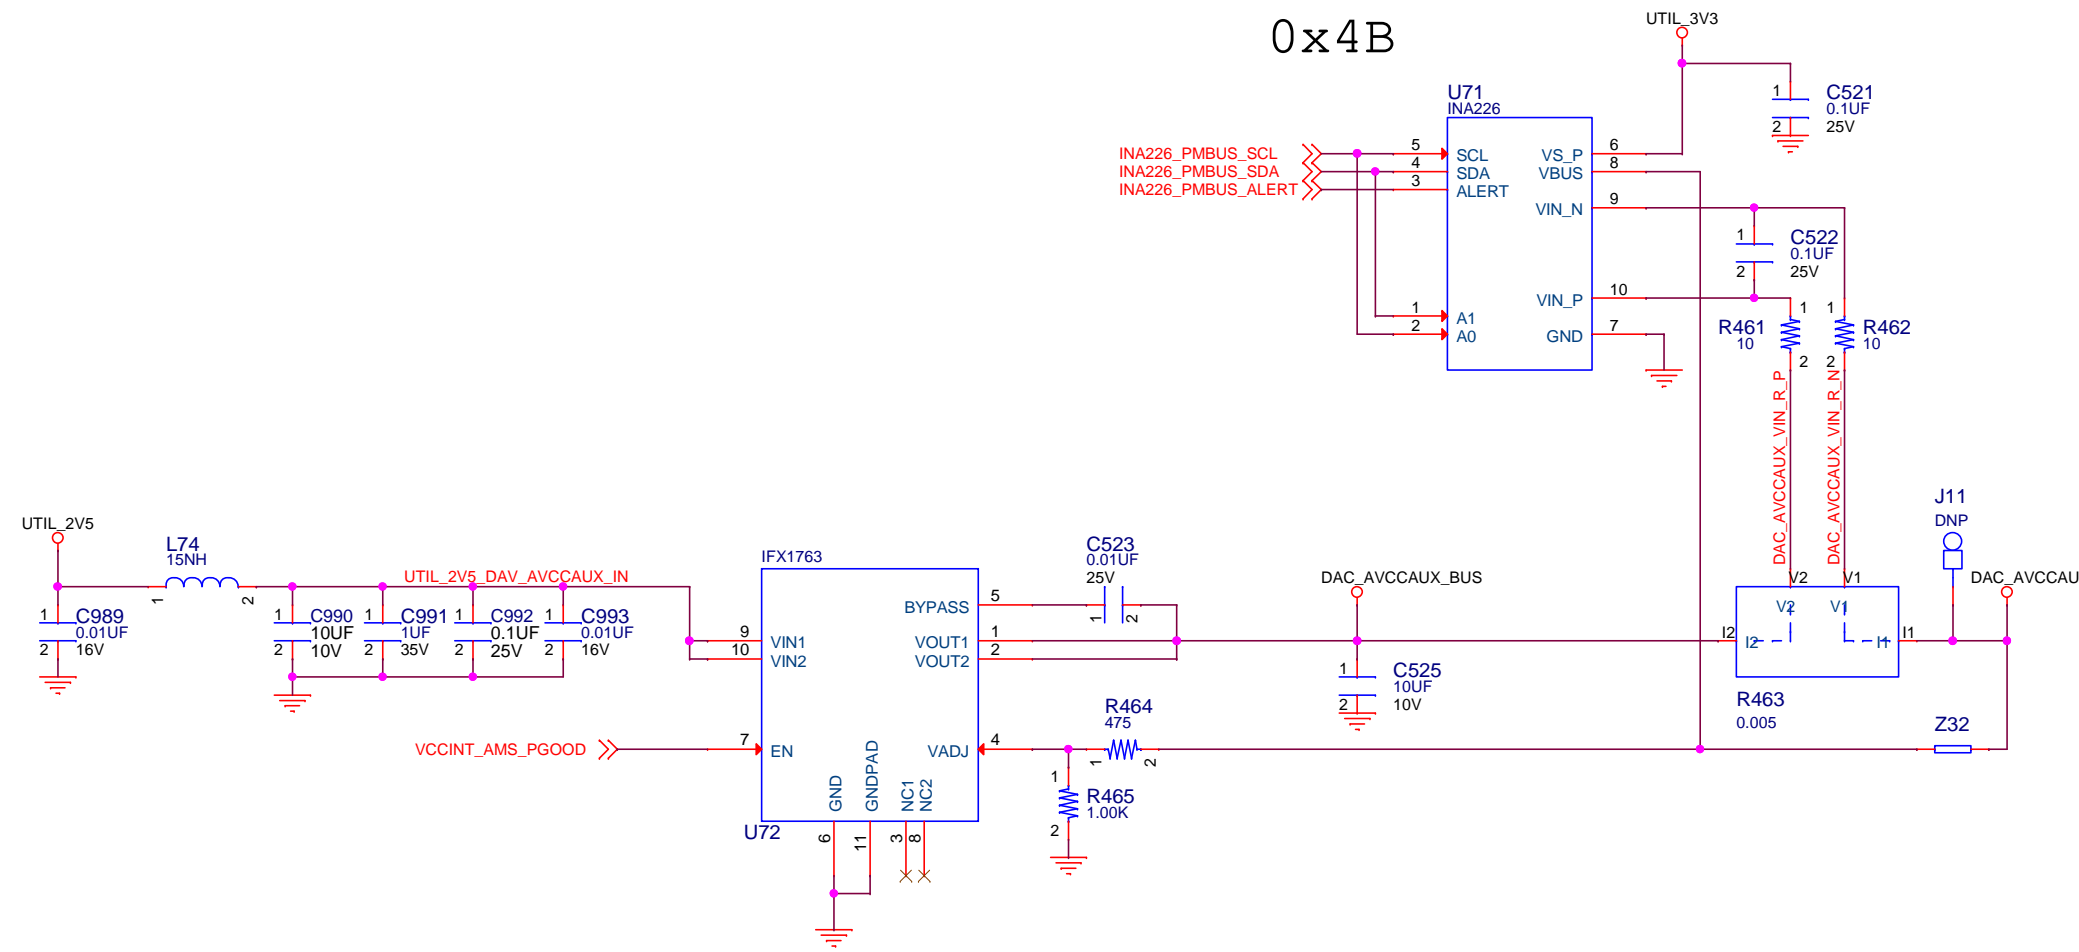 0x4B
UTIL_3V3
U71
INA226
1
C521
0.1UF
2
25V
INA226_PMBUS_SCL
5
SCL
VS_P
6
INA226_PMBUS_SDA
4
SDA
VBUS
8
INA226_PMBUS_ALERT
3
ALERT
VIN_N
9
1
C522
0.1UF
2
25V
VIN_P
10
1
A1
2
A0
GND
7
R461
10
1
2
R462
10
1
2
DAC_AVCCAUX_VIN_R_P
DAC_AVCCAUX_VIN_R_N
J11
DNP
UTIL_2V5
L74
15NH
1
2
UTIL_2V5_DAV_AVCCAUX_IN
1
C989
0.01UF
2
16V
1
C990
10UF
2
10V
1
C991
1UF
2
35V
1
C992
0.1UF
2
25V
1
C993
0.01UF
2
16V
IFX1763
C523
0.01UF
25V
1
2
BYPASS
5
9
VIN1
VOUT1
1
10
VIN2
VOUT2
2
VCCINT_AMS_PGOOD
7
EN
VADJ
4
GND
GNDPAD
NC1
NC2
U72
6
11
3
8
DAC_AVCCAUX_BUS
1
C525
10UF
2
10V
R464
475
1
2
1
R465
1.00K
2
V2
V1
V2
V1
I2
I2
I1
I1
R463
0.005
DAC_AVCCAU
Z32